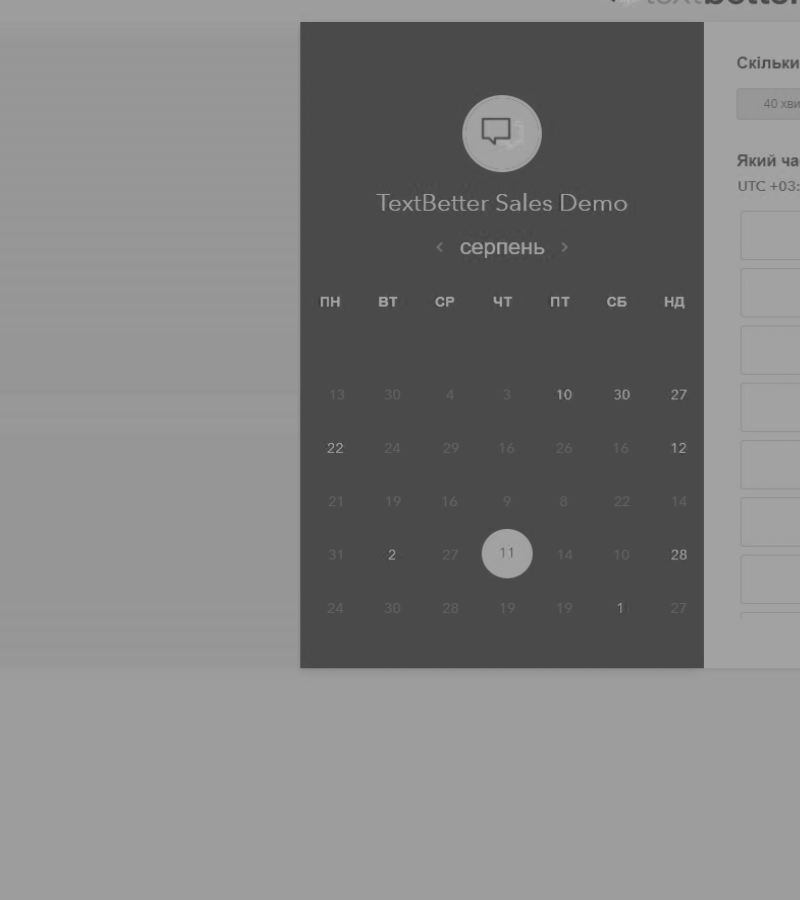 textbetter
Скільки
40 хви
Який ча
UTC +03:
TextBetter Sales Demo
< серпень >
ПН ВТ СР ЧТ ПТ СБ НД
13 30 4 3 10 30 27
22 24 29 16 26 16 12
21 19 16 9 8 22 14
31 2 27 11 14 10 28
24 30 28 19 19 1 27